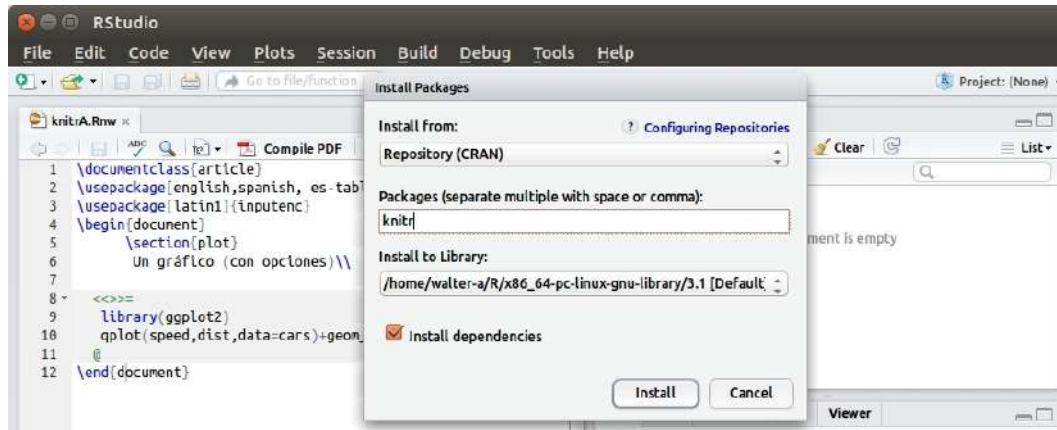 RStudio
File Edit Code View Plots Session Build Debug Tools Help
Go to file/function
Project: (None)
knitrA.Rnw
ABC
Compile PDF
1 \documentclass{article}
2 \usepackage[english,spanish, es-tabl
3 \usepackage[latin1]{inputenc}
4 \begin{document}
5 \section{plot}
6 Un gráfico (con opciones)\\
7
8 <<>>=
9 library(ggplot2)
10 qplot(speed,dist,data=cars)+geom_
11 @
12 \end{document}
Install Packages
Install from:
? Configuring Repositories
Repository (CRAN)
Packages (separate multiple with space or comma):
knitr
Install to Library:
/home/walter-a/R/x86_64-pc-linux-gnu-library/3.1 [Default]
Install dependencies
Install
Cancel
Clear
List
ment is empty
Viewer